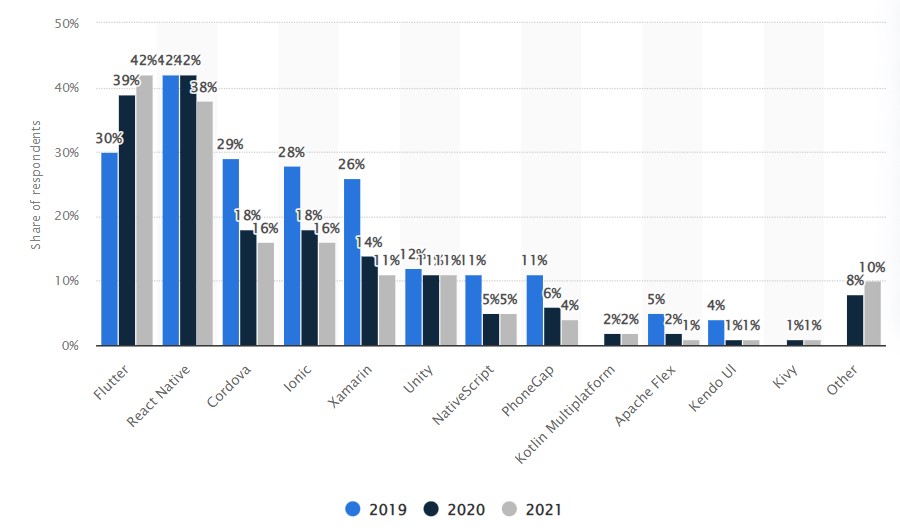 50%
40%
30%
20%
10%
0%
Share of respondents
30%
39%
42%
42%
42%
38%
29%
18%
16%
28%
18%
16%
26%
14%
11%
12%
11%
11%
11%
5%
5%
11%
6%
4%
2%
2%
5%
2%
1%
4%
1%
1%
1%
1%
8%
10%
Flutter
React Native
Cordova
Ionic
Xamarin
Unity
NativeScript
PhoneGap
Kotlin Multiplatform
Apache Flex
Kendo UI
Kivy
Other
2019 2020 2021